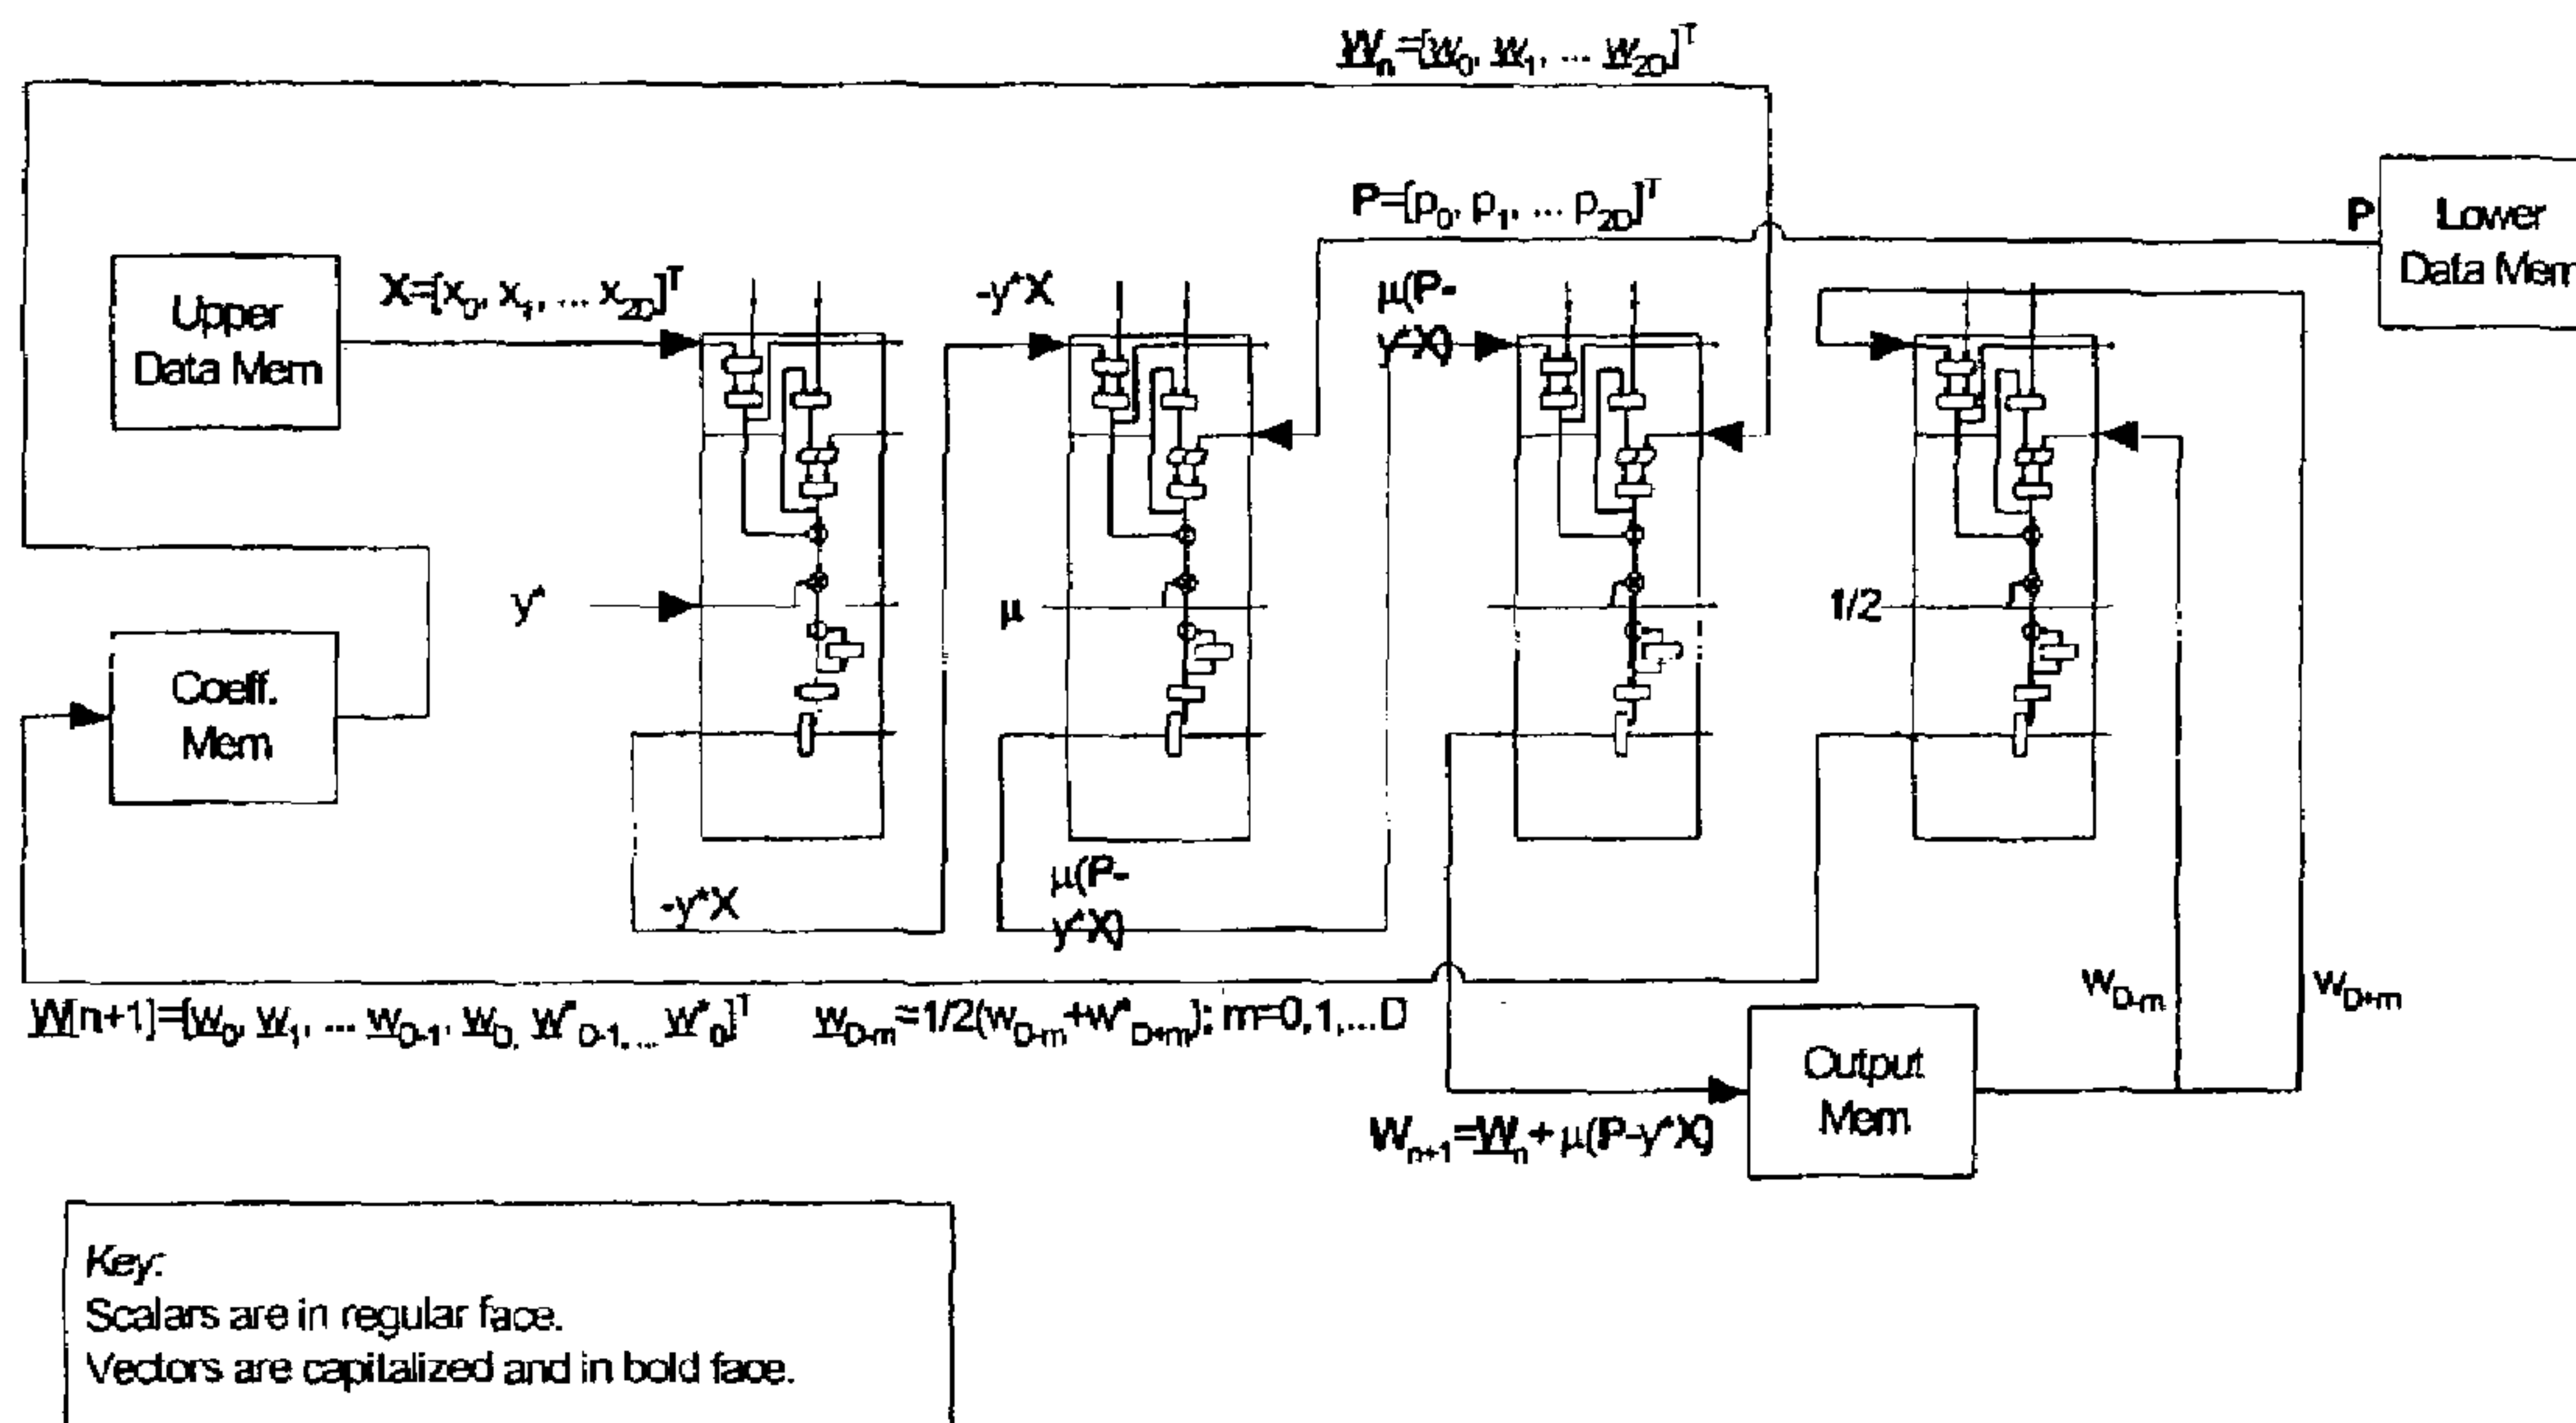 W̲n=[w̲0, w̲1, ... w̲2D]^T
P=[p0, p1, ... p2D]^T
P
Lower
Data Mem
Upper
Data Mem
X=[x0, x1, ... x2D]^T
-y*X
μ(P-
y*X)
y*
μ
1/2
Coeff.
Mem
-y*X
μ(P-
y*X)
wD-m
wD+m
W̲[n+1]=[w̲0, w̲1, ... w̲D-1, w̲D, w̲*D-1, ... w̲*0]^T
w̲D-m=1/2(wD-m+w*D+m); m=0,1,...D
Output
Mem
Wn+1=W̲n+ μ(P-y*X)
Key:
Scalars are in regular face.
Vectors are capitalized and in bold face.